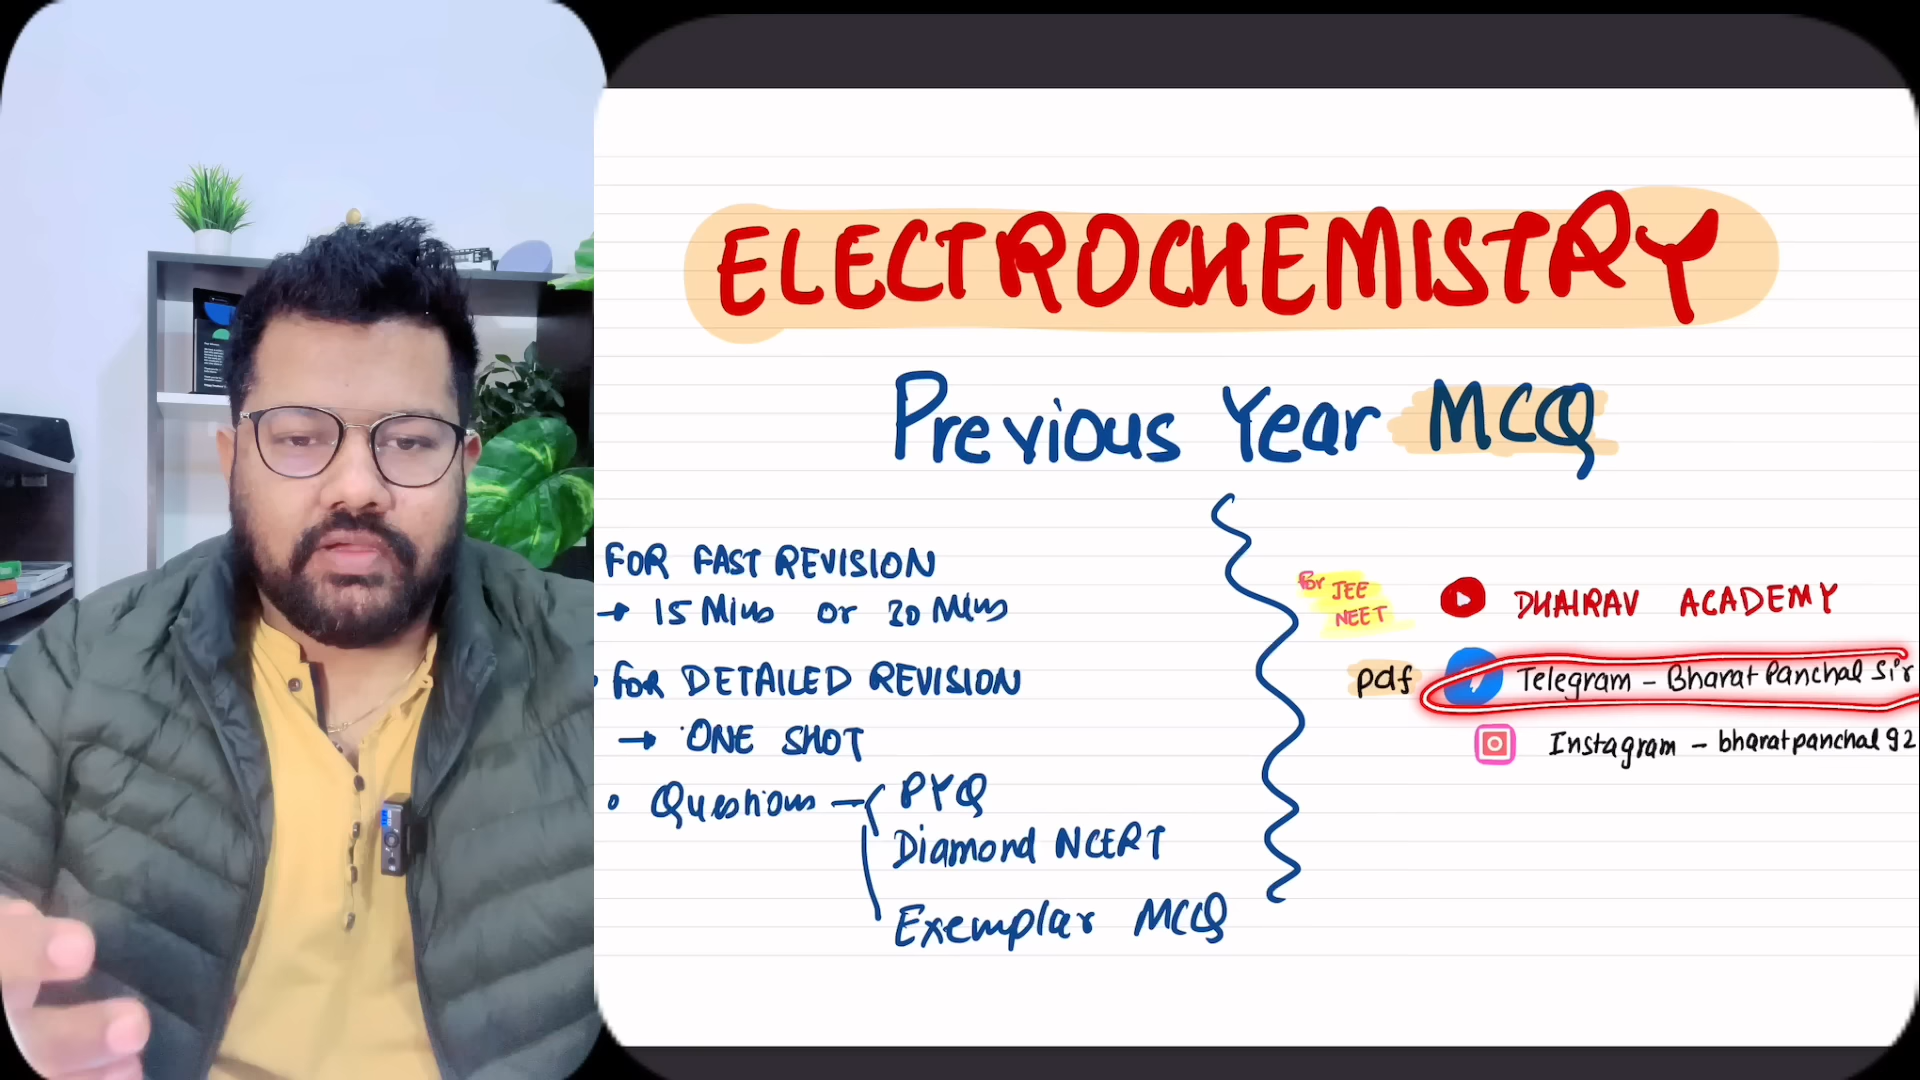 ELECTROCHEMISTRY
Previous Year MCQ
FOR FAST REVISION
→ 15 Mins or 30 Mins
• FOR DETAILED REVISION
→ ONE SHOT
• Questions — PYQ
Diamond NCERT
Exemplar MCQ
for JEE
NEET
DHAIRAV ACADEMY
pdf Telegram - Bharat Panchal Sir
Instagram - bharatpanchal92